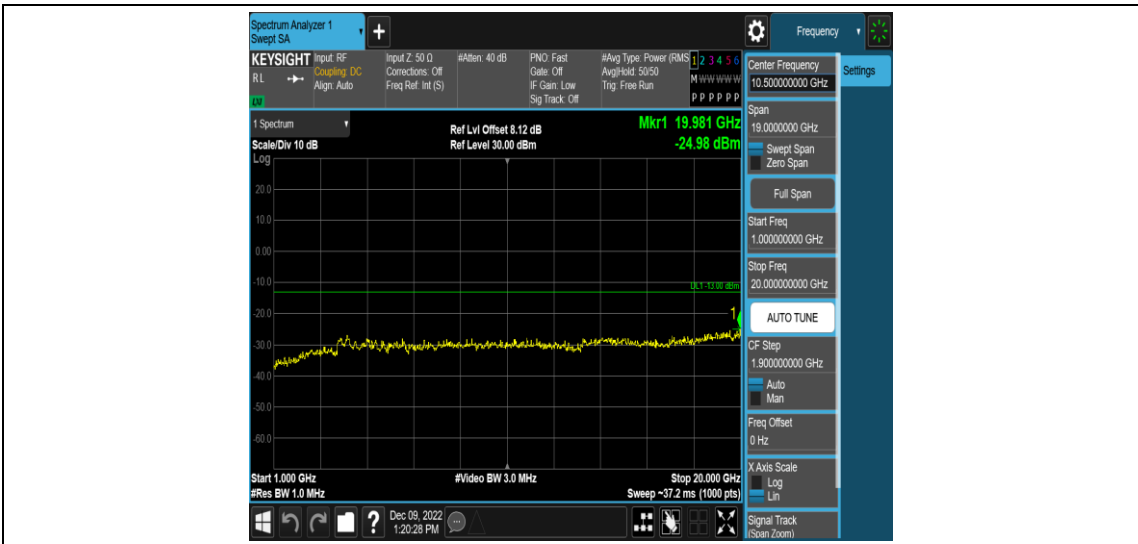 Spectrum Analyzer 1
Swept SA
+
Frequency
KEYSIGHT
Input: RF
Input Z: 50 Ω
#Atten: 40 dB
PNO: Fast
#Avg Type: Power (RMS
1 2 3 4 5 6
RL
Coupling: DC
Corrections: Off
Gate: Off
Avg|Hold: 50/50
M W W W W W
Align: Auto
Freq Ref: Int (S)
IF Gain: Low
Trig: Free Run
Sig Track: Off
P P P P P P
LXI
1 Spectrum
Ref Lvl Offset 8.12 dB
Mkr1 19.981 GHz
Scale/Div 10 dB
Ref Level 30.00 dBm
-24.98 dBm
Log
20.0
10.0
0.00
-10.0
DL1 -13.00 dBm
-20.0
1
-30.0
-40.0
-50.0
-60.0
Start 1.000 GHz
#Video BW 3.0 MHz
Stop 20.000 GHz
#Res BW 1.0 MHz
Sweep ~37.2 ms (1000 pts)
?
Dec 09, 2022
1:20:28 PM
Center Frequency
10.500000000 GHz
Settings
Span
19.0000000 GHz
Swept Span
Zero Span
Full Span
Start Freq
1.000000000 GHz
Stop Freq
20.000000000 GHz
AUTO TUNE
CF Step
1.900000000 GHz
Auto
Man
Freq Offset
0 Hz
X Axis Scale
Log
Lin
Signal Track
(Span Zoom)